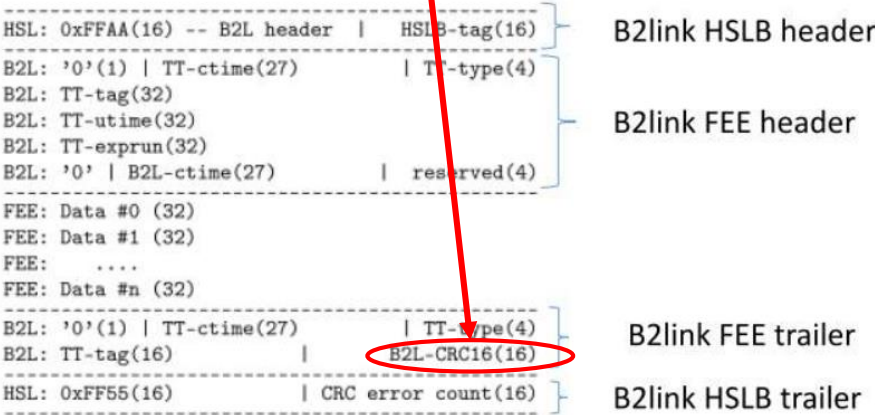 HSL: 0xFFAA(16) -- B2L header | HSLB-tag(16) B2link HSLB header
B2L: '0'(1) | TT-ctime(27) | TT-type(4)
B2L: TT-tag(32)
B2L: TT-utime(32) B2link FEE header
B2L: TT-exprun(32)
B2L: '0' | B2L-ctime(27) | reserved(4)
FEE: Data #0 (32)
FEE: Data #1 (32)
FEE: ....
FEE: Data #n (32)
B2L: '0'(1) | TT-ctime(27) | TT-type(4) B2link FEE trailer
B2L: TT-tag(16) | B2L-CRC16(16)
HSL: 0xFF55(16) | CRC error count(16) B2link HSLB trailer